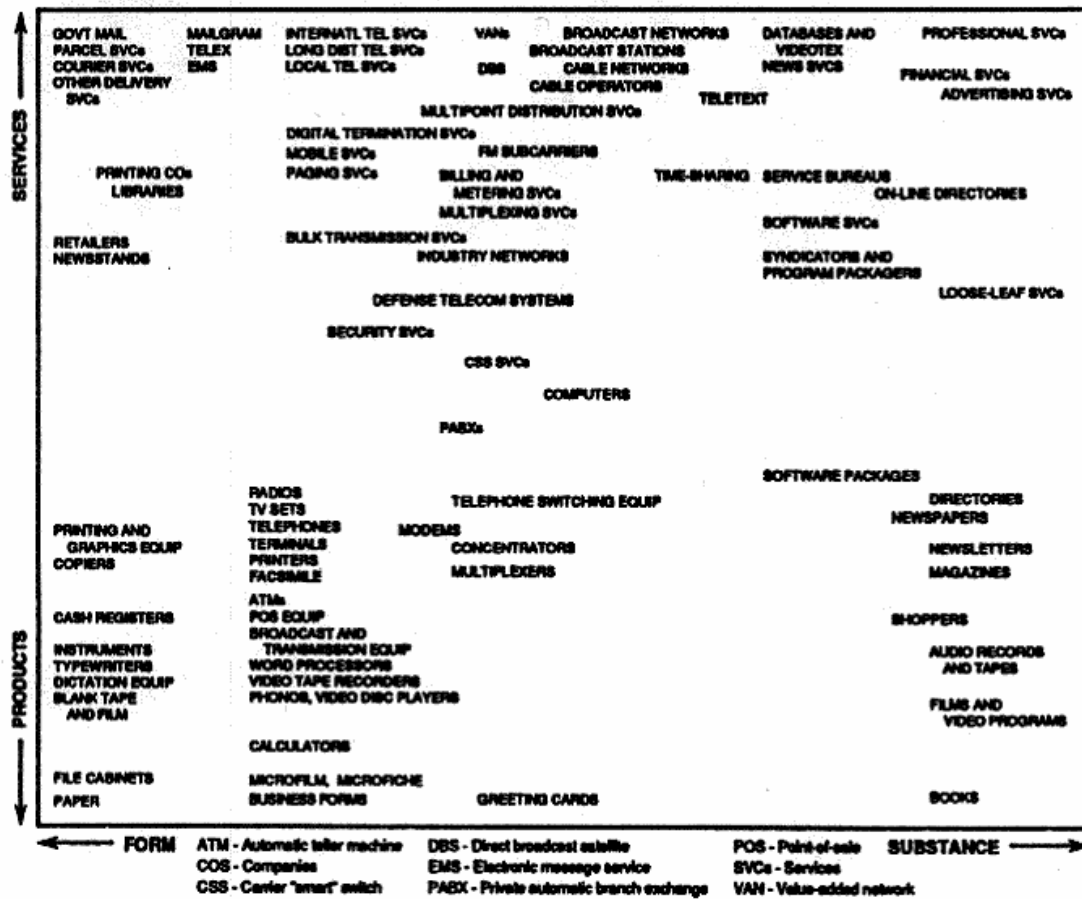 GOVT MAIL MAILGRAM INTERNATL TEL SVCs VANs BROADCAST NETWORKS DATABASES AND PROFESSIONAL SVCs
PARCEL SVCs TELEX LONG DIST TEL SVCs BROADCAST STATIONS VIDEOTEX
COURIER SVCs EMS LOCAL TEL SVCs DBS CABLE NETWORKS NEWS SVCS
FINANCIAL SVCs
OTHER DELIVERY CABLE OPERATORS
SVCs TELETEXT ADVERTISING SVCs
MULTIPOINT DISTRIBUTION SVCs
DIGITAL TERMINATION SVCs
MOBILE SVCs FM SUBCARRIERS
PRINTING COs PAGING SVCs BILLING AND TIME-SHARING SERVICE BUREAUS
LIBRARIES METERING SVCs ON-LINE DIRECTORIES
MULTIPLEXING SVCs
SOFTWARE SVCs
RETAILERS BULK TRANSMISSION SVCs
NEWSSTANDS INDUSTRY NETWORKS SYNDICATORS AND
PROGRAM PACKAGERS
LOOSE-LEAF SVCs
DEFENSE TELECOM SYSTEMS
SECURITY SVCs
CSS SVCs
COMPUTERS
PABXs
SOFTWARE PACKAGES
RADIOS TELEPHONE SWITCHING EQUIP DIRECTORIES
TV SETS
NEWSPAPERS
PRINTING AND TELEPHONES MODEMS
GRAPHICS EQUIP TERMINALS CONCENTRATORS NEWSLETTERS
COPIERS PRINTERS
FACSIMILE MULTIPLEXERS MAGAZINES
ATMs
CASH REGISTERS POS EQUIP SHOPPERS
BROADCAST AND
INSTRUMENTS TRANSMISSION EQUIP AUDIO RECORDS
TYPEWRITERS WORD PROCESSORS AND TAPES
DICTATION EQUIP VIDEO TAPE RECORDERS
BLANK TAPE PHONOS, VIDEO DISC PLAYERS FILMS AND
AND FILM VIDEO PROGRAMS
CALCULATORS
FILE CABINETS MICROFILM, MICROFICHE
PAPER BUSINESS FORMS GREETING CARDS BOOKS
SERVICES
PRODUCTS
FORM ATM - Automatic teller machine DBS - Direct broadcast satellite POS - Point-of-sale SUBSTANCE
COS - Companies EMS - Electronic message service SVCs - Services
CSS - Carrier "smart" switch PABX - Private automatic branch exchange VAN - Value-added network